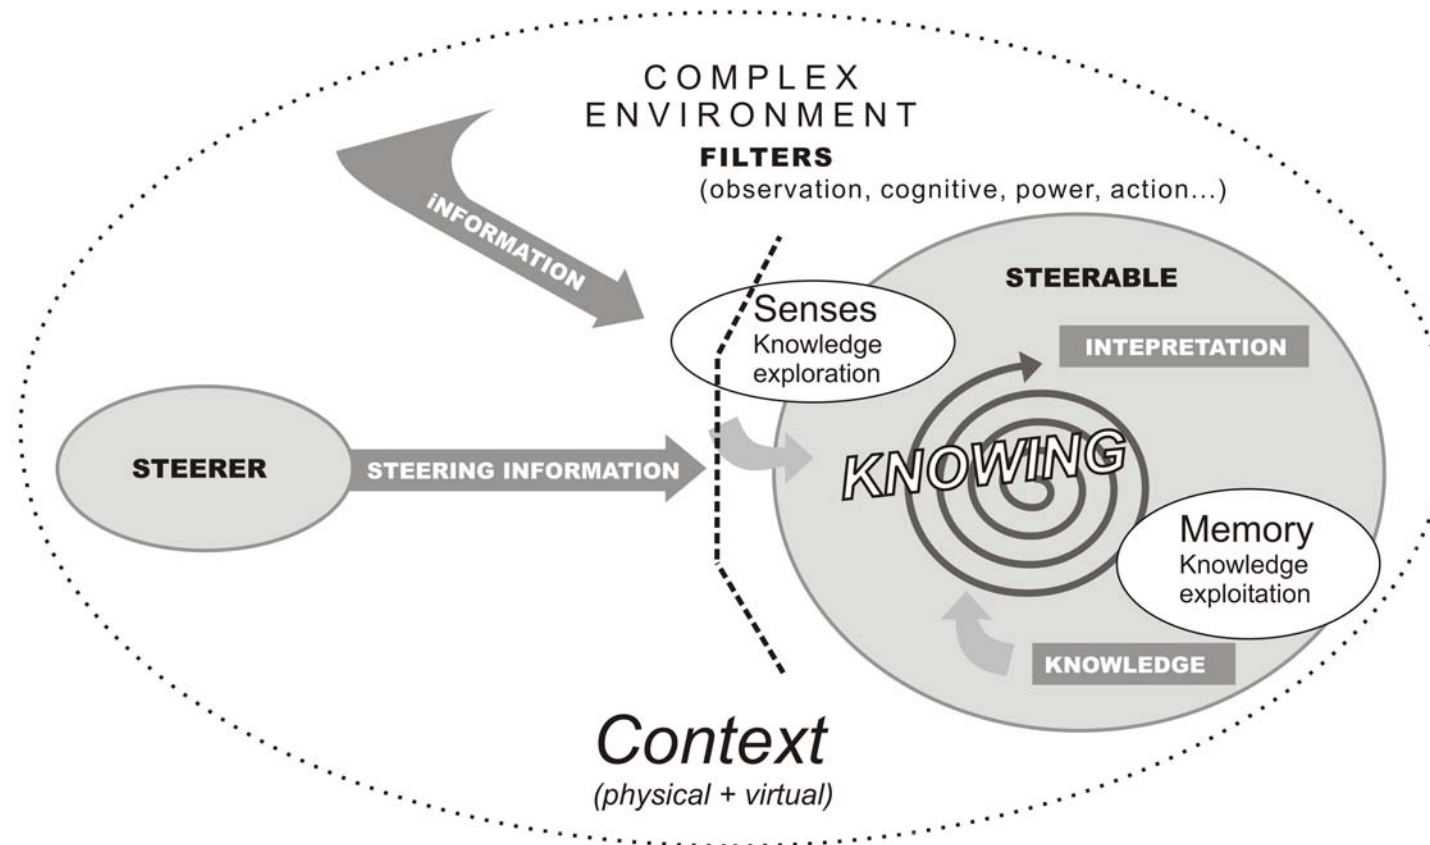 COMPLEX
ENVIRONMENT
FILTERS
(observation, cognitive, power, action...)
iNFORMATION
STEERABLE
Senses
Knowledge
exploration
INTEPRETATION
STEERER
STEERING INFORMATION
KNOWING
Memory
Knowledge
exploitation
KNOWLEDGE
Context
(physical + virtual)